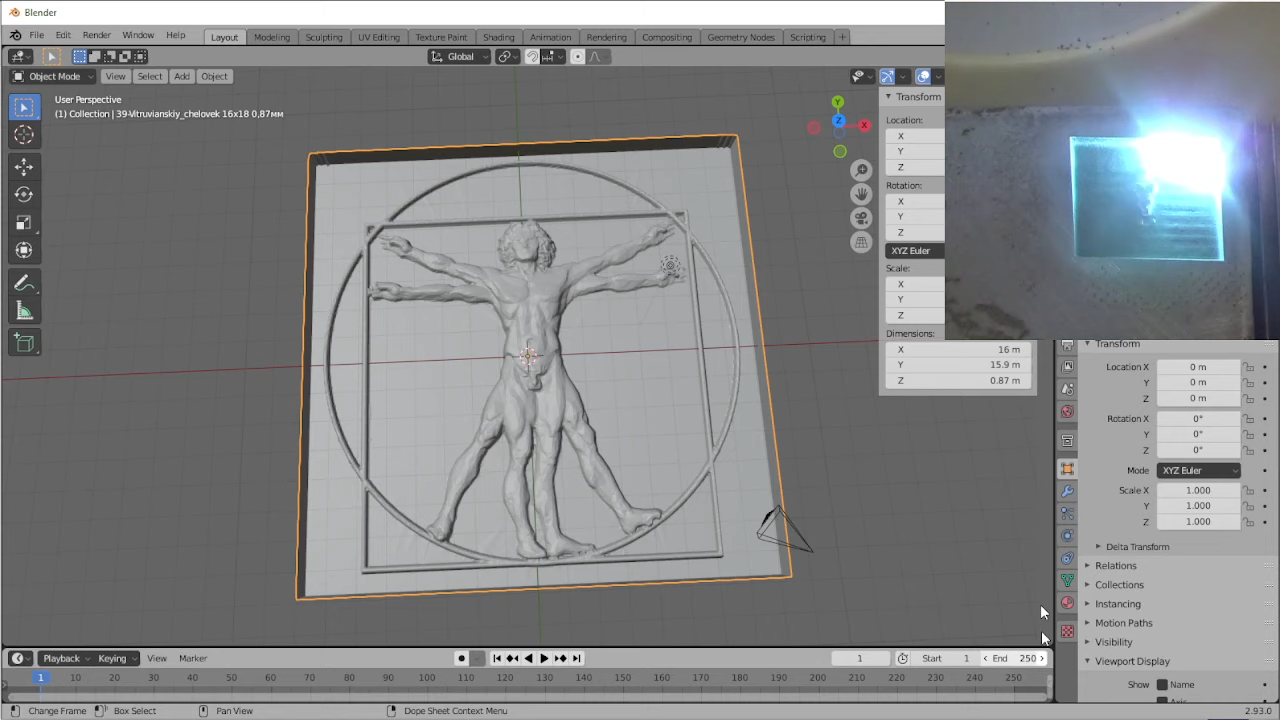 Blender
File Edit Render Window Help
Layout Modeling Sculpting UV Editing Texture Paint Shading Animation Rendering Compositing Geometry Nodes Scripting +
Global
Object Mode View Select Add Object
User Perspective
(1) Collection | 39-Vitruvianskiy_chelovek 16x18 0,87мм
Y
Z
X
Transform
Location:
X
Y
Z
Rotation:
X
Y
Z
XYZ Euler
Scale:
X
Y
Z
Dimensions:
X 16 m
Y 15.9 m
Z 0.87 m
Transform
Location X 0 m
Y 0 m
Z 0 m
Rotation X 0°
Y 0°
Z 0°
Mode XYZ Euler
Scale X 1.000
Y 1.000
Z 1.000
Delta Transform
Relations
Collections
Instancing
Motion Paths
Visibility
Viewport Display
Show Name
Playback Keying View Marker
1 Start 1 End 250
1 10 20 30 40 50 60 70 80 90 100 110 120 130 140 150 160 170 180 190 200 210 220 230 240 250
Change Frame Box Select Pan View Dope Sheet Context Menu 2.93.0